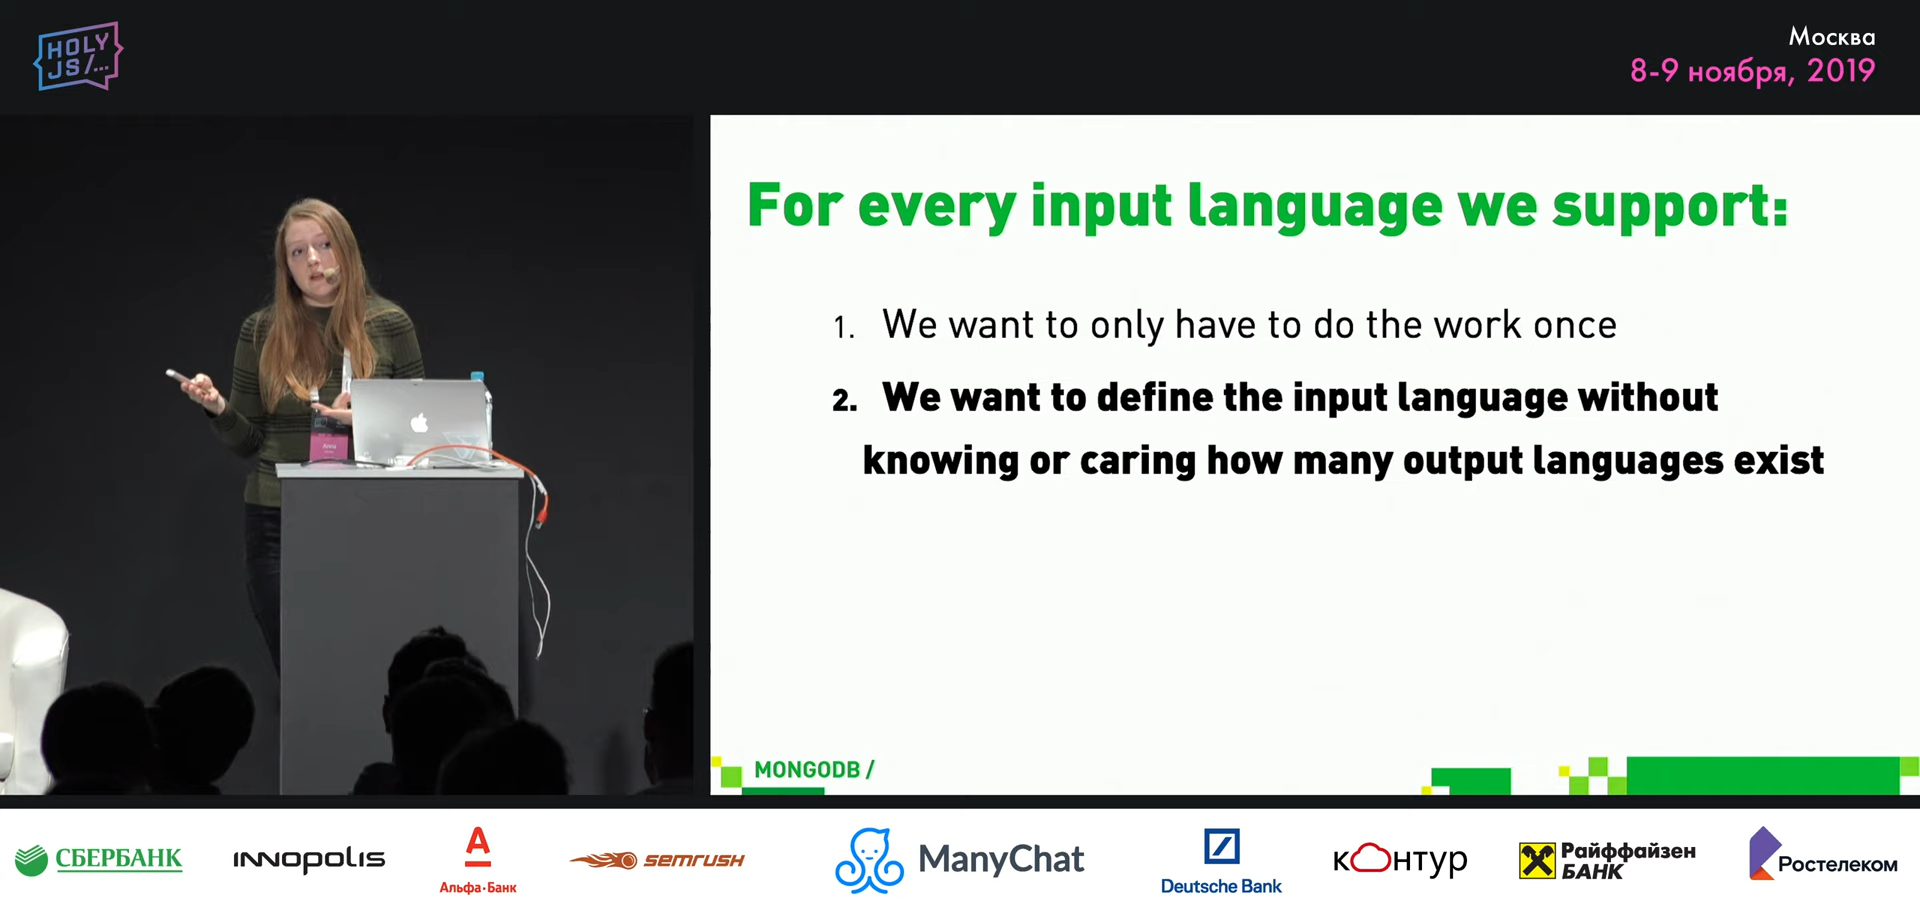 HOLY
JS/...
Москва
8-9 ноября, 2019
For every input language we support:
1. We want to only have to do the work once
2. We want to define the input language without
knowing or caring how many output languages exist
Anna
MONGODB /
СБЕРБАНК
INNOPOLIS
Альфа·Банк
semrush
ManyChat
Deutsche Bank
контур
Райффайзен
БАНК
Ростелеком